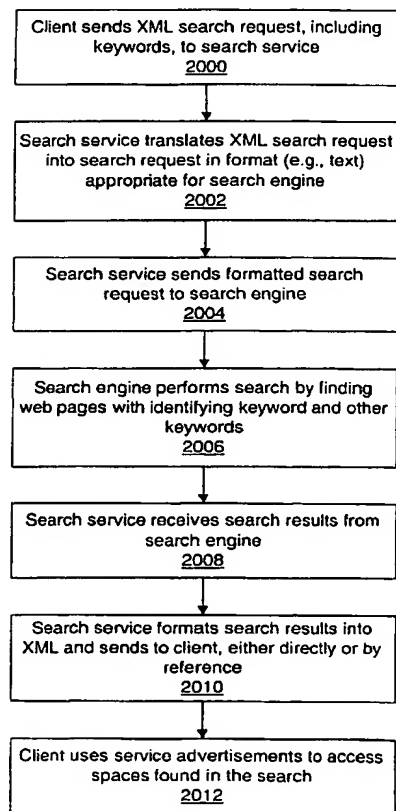 Client sends XML search request, including
keywords, to search service
2000
Search service translates XML search request
into search request in format (e.g., text)
appropriate for search engine
2002
Search service sends formatted search
request to search engine
2004
Search engine performs search by finding
web pages with identifying keyword and other
keywords
2006
Search service receives search results from
search engine
2008
Search service formats search results into
XML and sends to client, either directly or by
reference
2010
Client uses service advertisements to access
spaces found in the search
2012